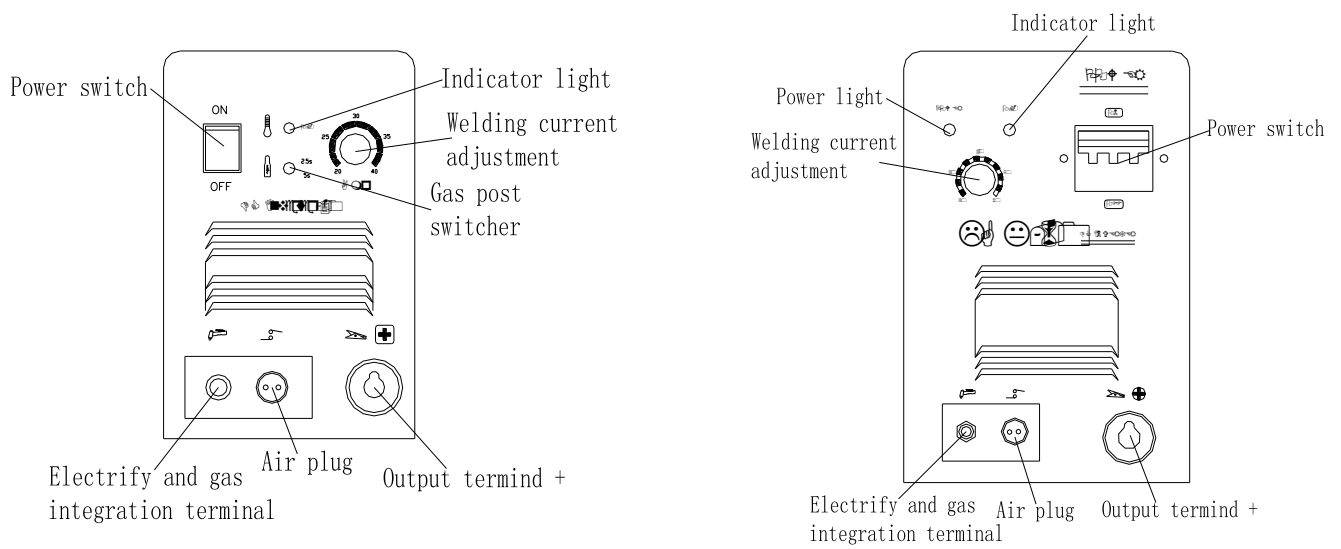 Power switch
ON
OFF
Indicator light
Welding current
adjustment
Gas post
switcher
20
25
30
35
40
25s
5s
Electrify and gas
integration terminal
Air plug
Output termind +
Indicator light
Power light
Welding current
adjustment
Power switch
Electrify and gas
integration terminal
Air plug
Output termind +